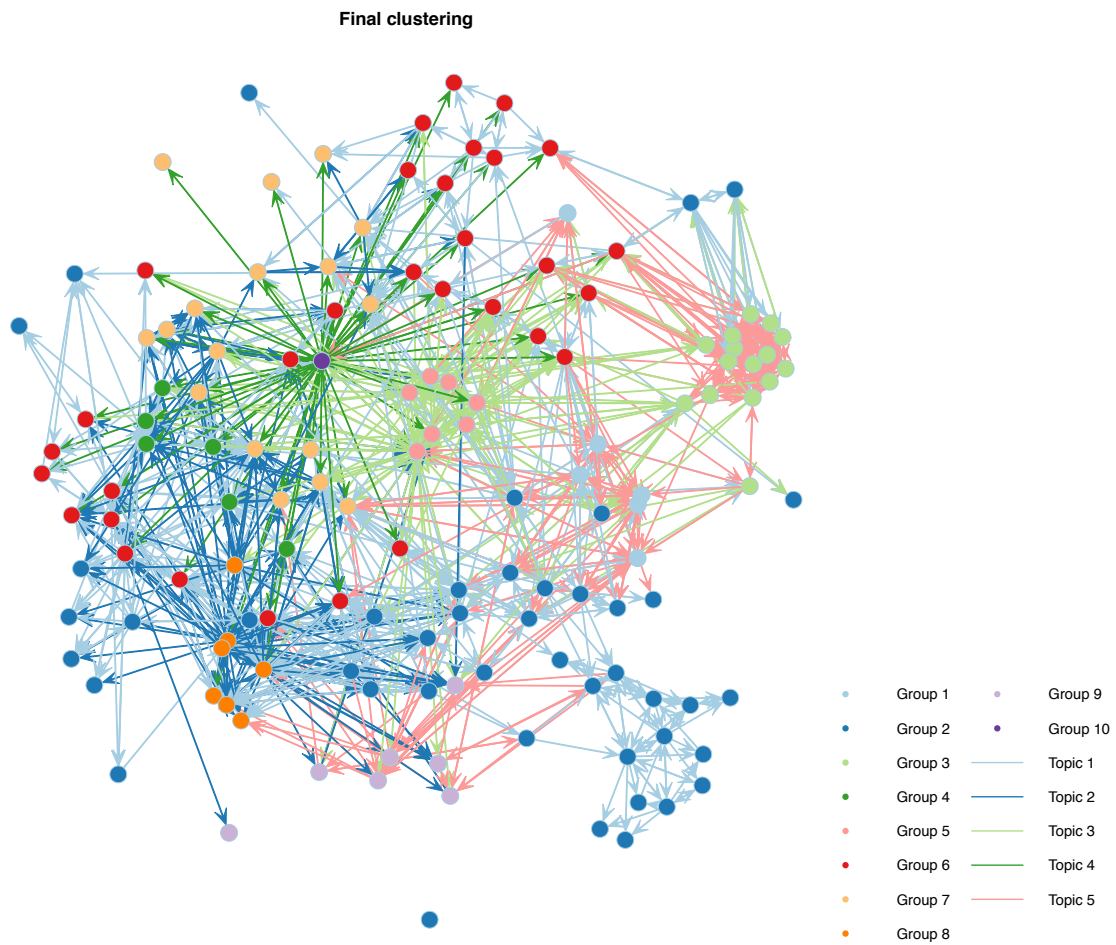 Final clustering
Group 1
Group 2
Group 3
Group 4
Group 5
Group 6
Group 7
Group 8
Group 9
Group 10
Topic 1
Topic 2
Topic 3
Topic 4
Topic 5